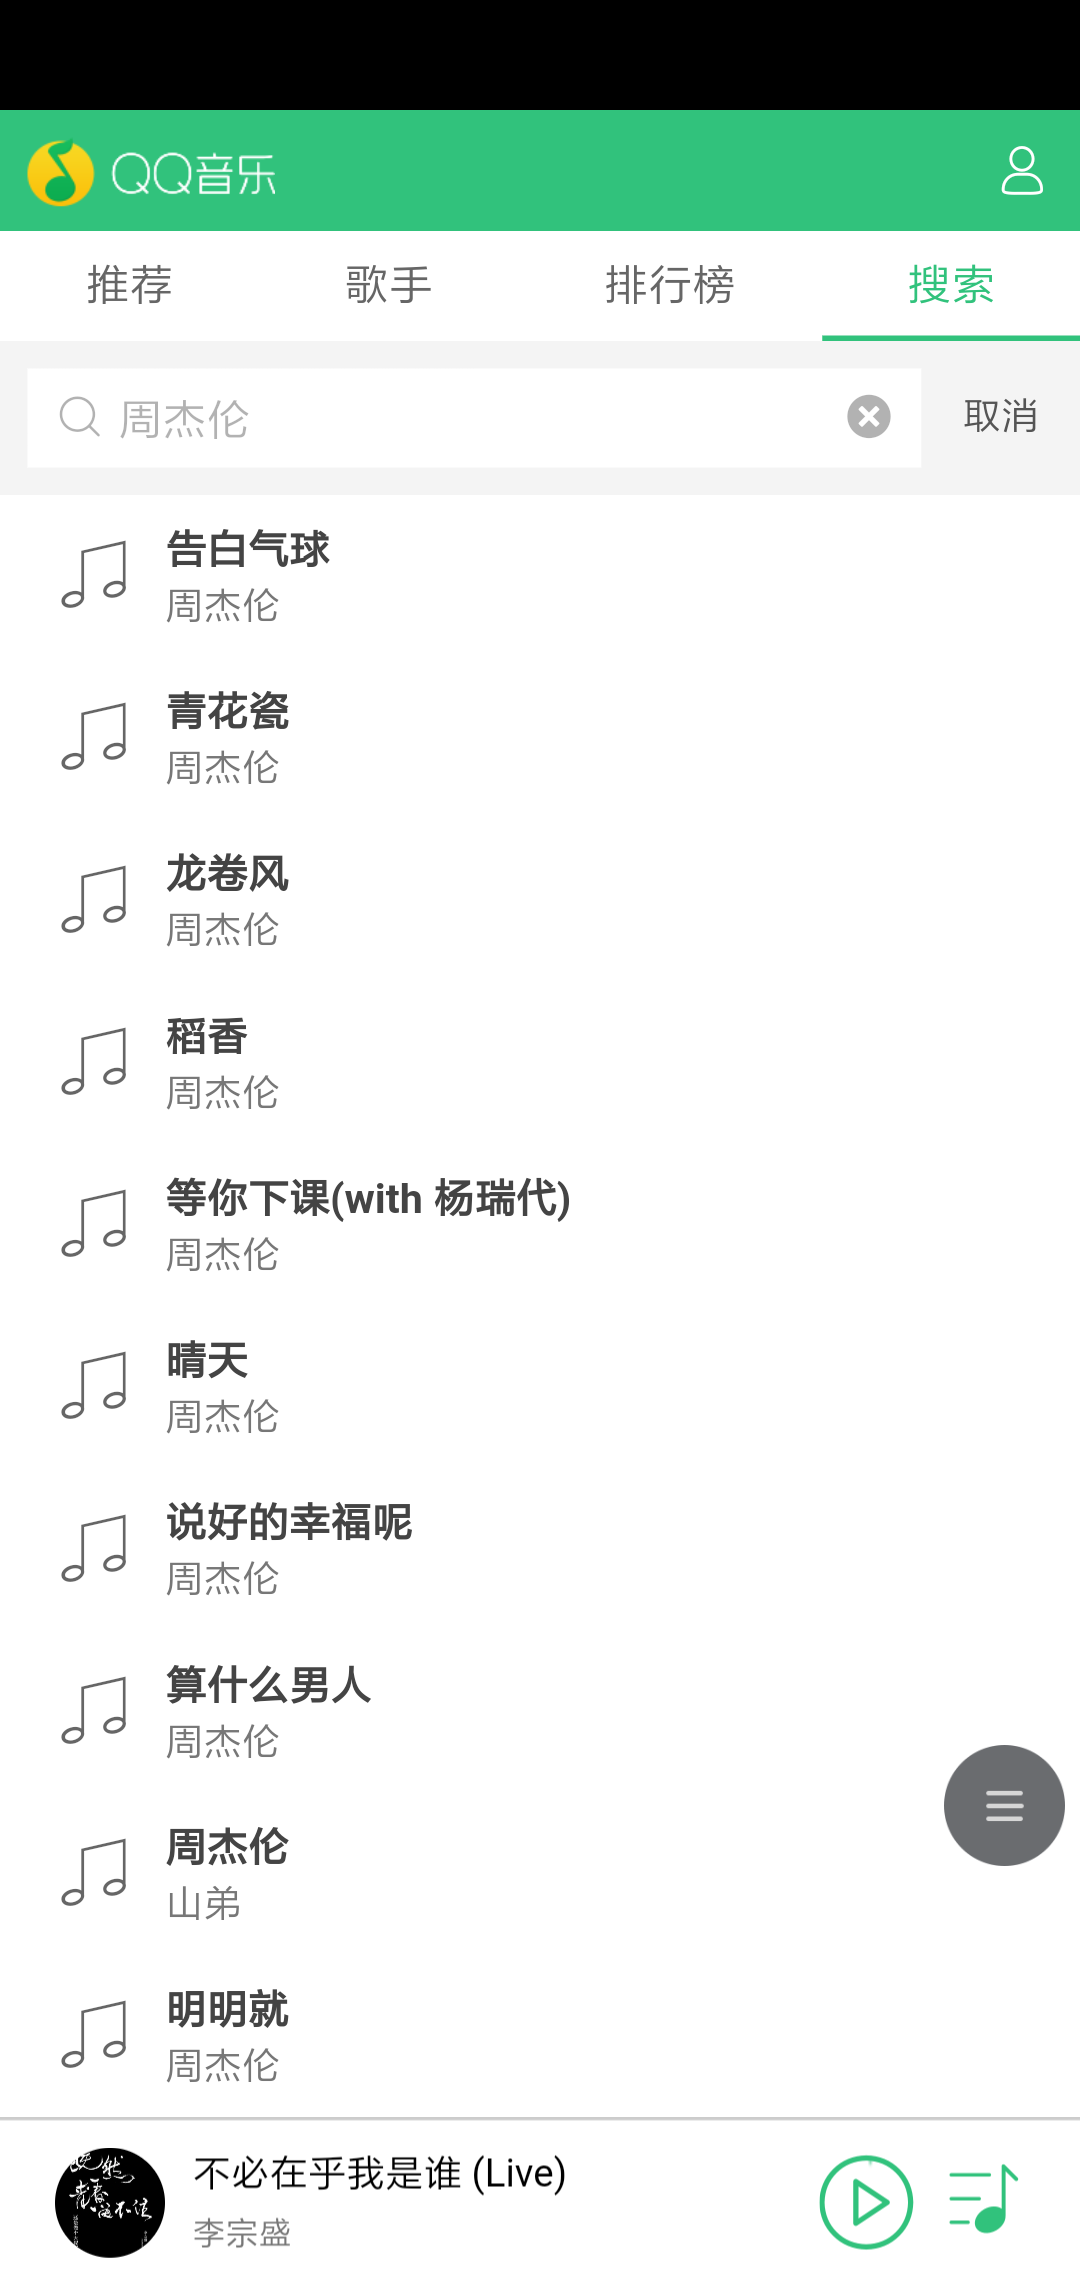 QQ音乐
推荐 歌手 排行榜 搜索
周杰伦 取消
告白气球
周杰伦
青花瓷
周杰伦
龙卷风
周杰伦
稻香
周杰伦
等你下课(with 杨瑞代)
周杰伦
晴天
周杰伦
说好的幸福呢
周杰伦
算什么男人
周杰伦
周杰伦
山弟
明明就
周杰伦
不必在乎我是谁 (Live)
李宗盛